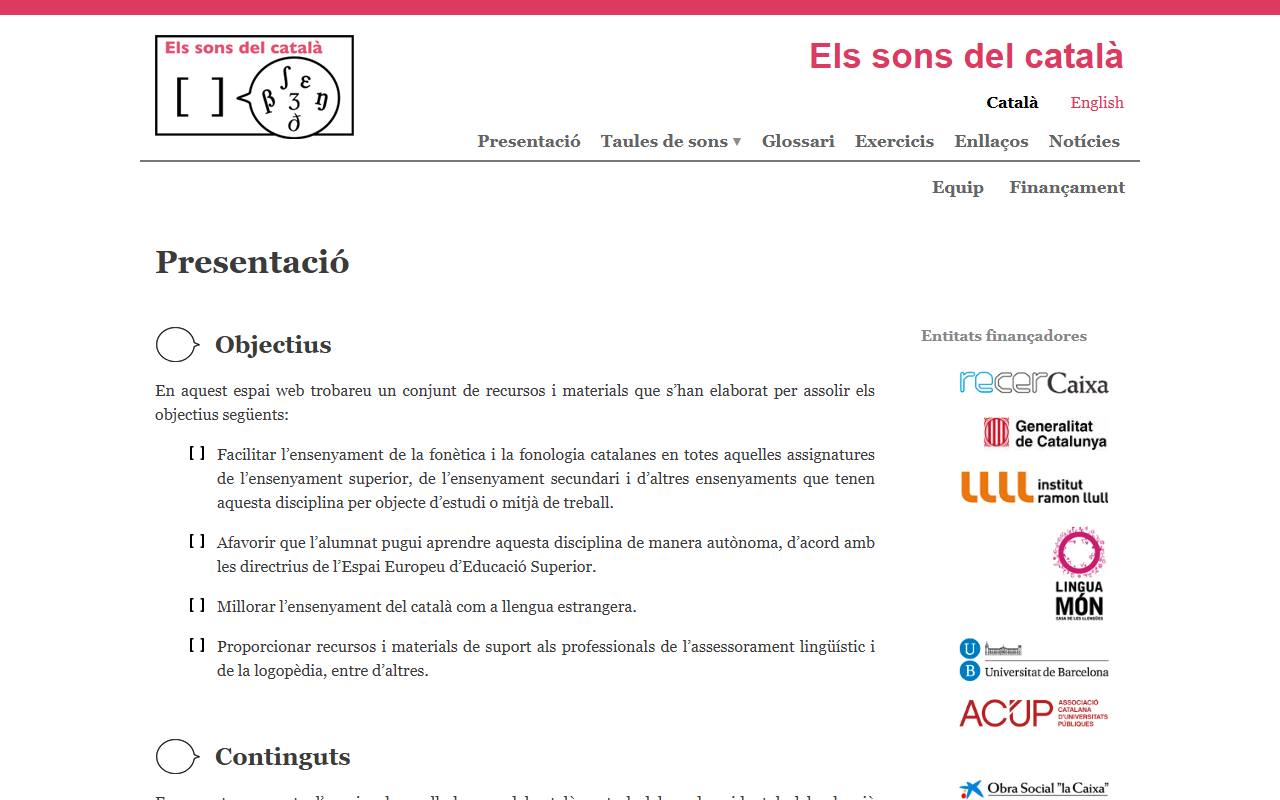 Els sons del català
[ ] β ʃ ɛ ʒ ŋ ð
Els sons del català
Català English
Presentació Taules de sons ▾ Glossari Exercicis Enllaços Notícies
Equip Finançament
Presentació
Objectius
En aquest espai web trobareu un conjunt de recursos i materials que s’han elaborat per assolir els
objectius següents:
[ ] Facilitar l’ensenyament de la fonètica i la fonologia catalanes en totes aquelles assignatures
de l’ensenyament superior, de l’ensenyament secundari i d’altres ensenyaments que tenen
aquesta disciplina per objecte d’estudi o mitjà de treball.
[ ] Afavorir que l’alumnat pugui aprendre aquesta disciplina de manera autònoma, d’acord amb
les directrius de l’Espai Europeu d’Educació Superior.
[ ] Millorar l’ensenyament del català com a llengua estrangera.
[ ] Proporcionar recursos i materials de suport als professionals de l’assessorament lingüístic i
de la logopèdia, entre d’altres.
Continguts
Entitats finançadores
recerCaixa
Generalitat
de Catalunya
LLLL institut
ramon llull
LINGUA
MÓN
CASA DE LES LLENGÜES
UB Universitat de Barcelona
ACUP ASSOCIACIÓ
CATALANA
D'UNIVERSITATS
PÚBLIQUES
Obra Social "la Caixa"